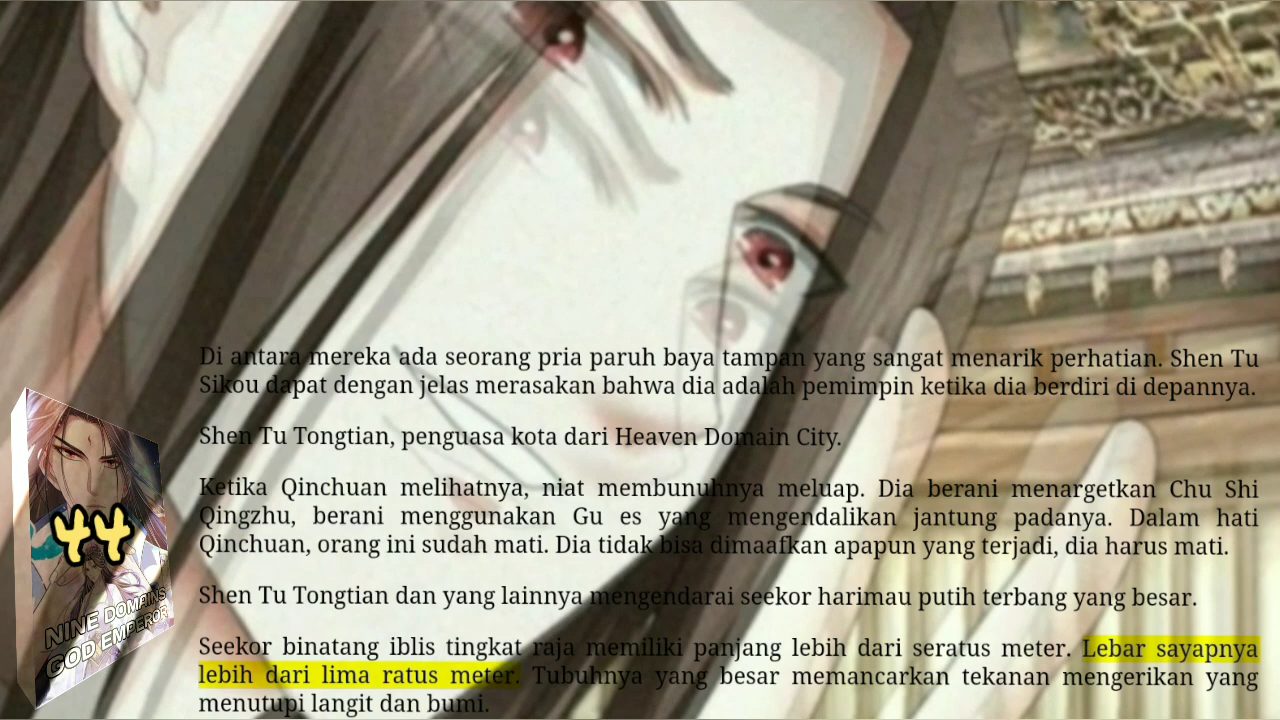 Di antara mereka ada seorang pria paruh baya tampan yang sangat menarik perhatian. Shen Tu
Sikou dapat dengan jelas merasakan bahwa dia adalah pemimpin ketika dia berdiri di depannya.
Shen Tu Tongtian, penguasa kota dari Heaven Domain City.
Ketika Qinchuan melihatnya, niat membunuhnya meluap. Dia berani menargetkan Chu Shi
Qingzhu, berani menggunakan Gu es yang mengendalikan jantung padanya. Dalam hati
Qinchuan, orang ini sudah mati. Dia tidak bisa dimaafkan apapun yang terjadi, dia harus mati.
Shen Tu Tongtian dan yang lainnya mengendarai seekor harimau putih terbang yang besar.
Seekor binatang iblis tingkat raja memiliki panjang lebih dari seratus meter. Lebar sayapnya
lebih dari lima ratus meter. Tubuhnya yang besar memancarkan tekanan mengerikan yang
menutupi langit dan bumi.
44
NINE DOMAINS
GOD EMPEROR